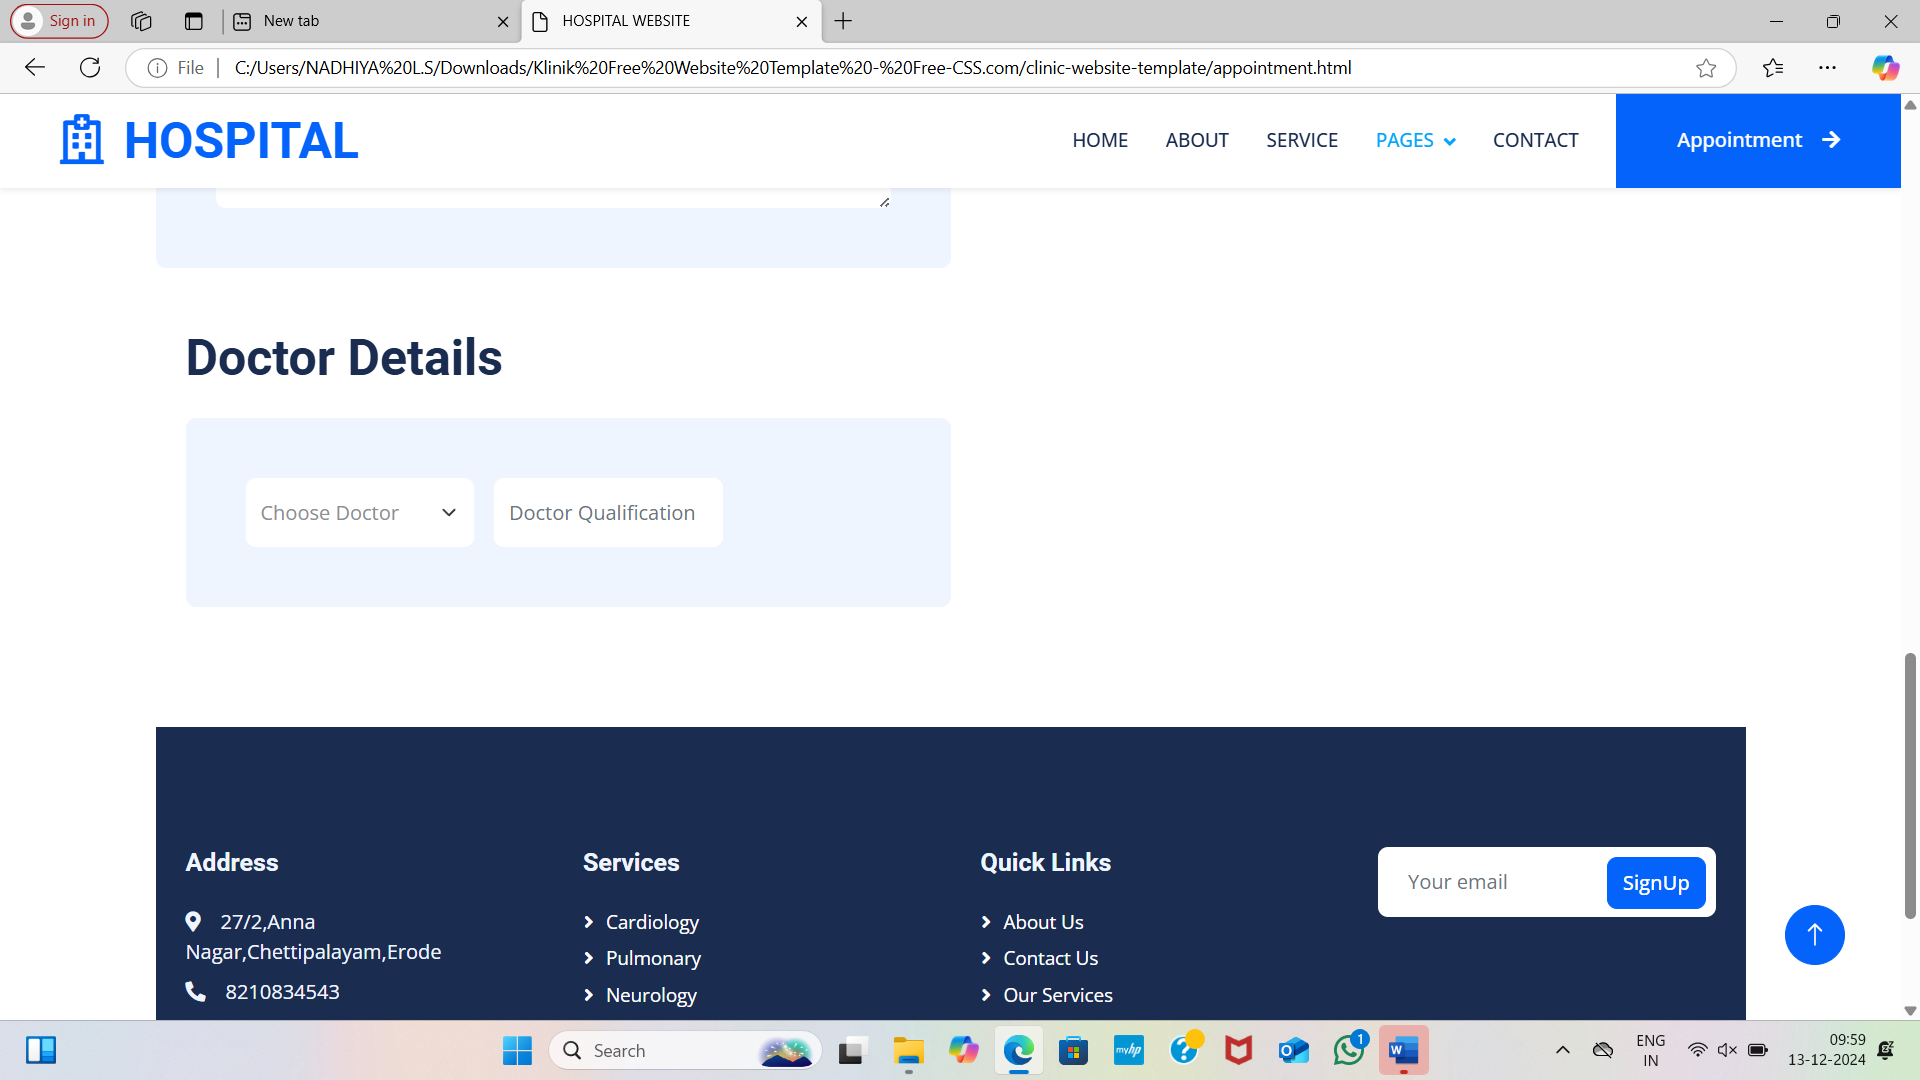 Sign in
New tab
HOSPITAL WEBSITE
File
C:/Users/NADHIYA%20L.S/Downloads/Klinik%20Free%20Website%20Template%20-%20Free-CSS.com/clinic-website-template/appointment.html
HOSPITAL
HOME ABOUT SERVICE PAGES CONTACT Appointment
Doctor Details
Choose Doctor Doctor Qualification
Address Services Quick Links
Your email SignUp
27/2,Anna Cardiology About Us
Nagar,Chettipalayam,Erode Pulmonary Contact Us
8210834543 Neurology Our Services
Search
myhp
1
ENG
IN
09:59
13-12-2024